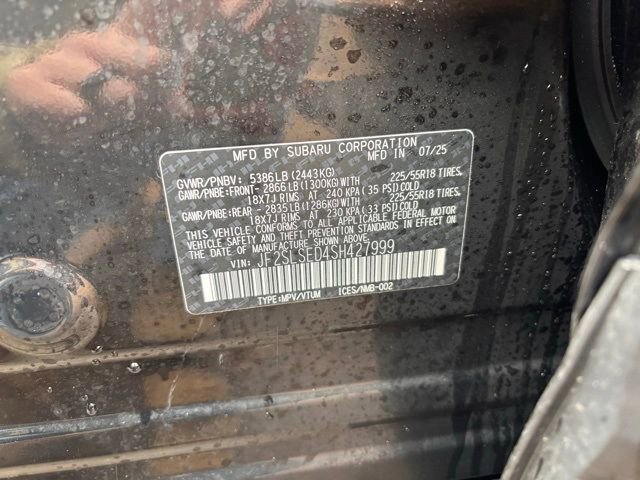 MFD BY SUBARU CORPORATION
MFD IN 07/25
GVWR/PNBV: 5386LB(2443KG)
GAWR/PNBE:FRONT- 2866LB(1300KG)WITH 225/55R18 TIRES,
18X7J RIMS AT 240 KPA (35 PSI)COLD
GAWR/PNBE:REAR - 2835LB(1286KG)WITH 225/55R18 TIRES,
18X7J RIMS AT 230 KPA (33 PSI)COLD
THIS VEHICLE CONFORMS TO ALL APPLICABLE FEDERAL MOTOR
VEHICLE SAFETY, BUMPER, AND THEFT PREVENTION
STANDARDS IN EFFECT ON
THE DATE OF MANUFACTURE SHOWN ABOVE.
VIN: JF2SLSED4SH427999
TYPE:MPV/VTUM ICES/NMB-002